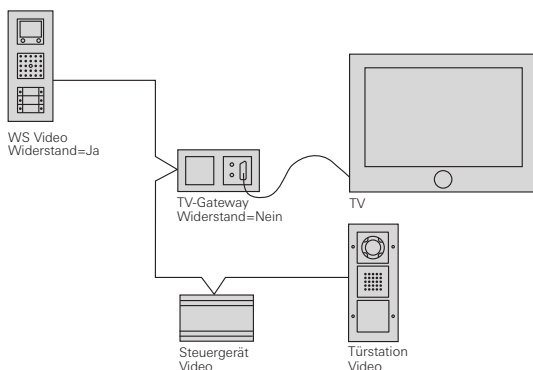 WS Video
Widerstand=Ja
TV-Gateway
Widerstand=Nein
TV
Steuergerät
Video
Türstation
Video